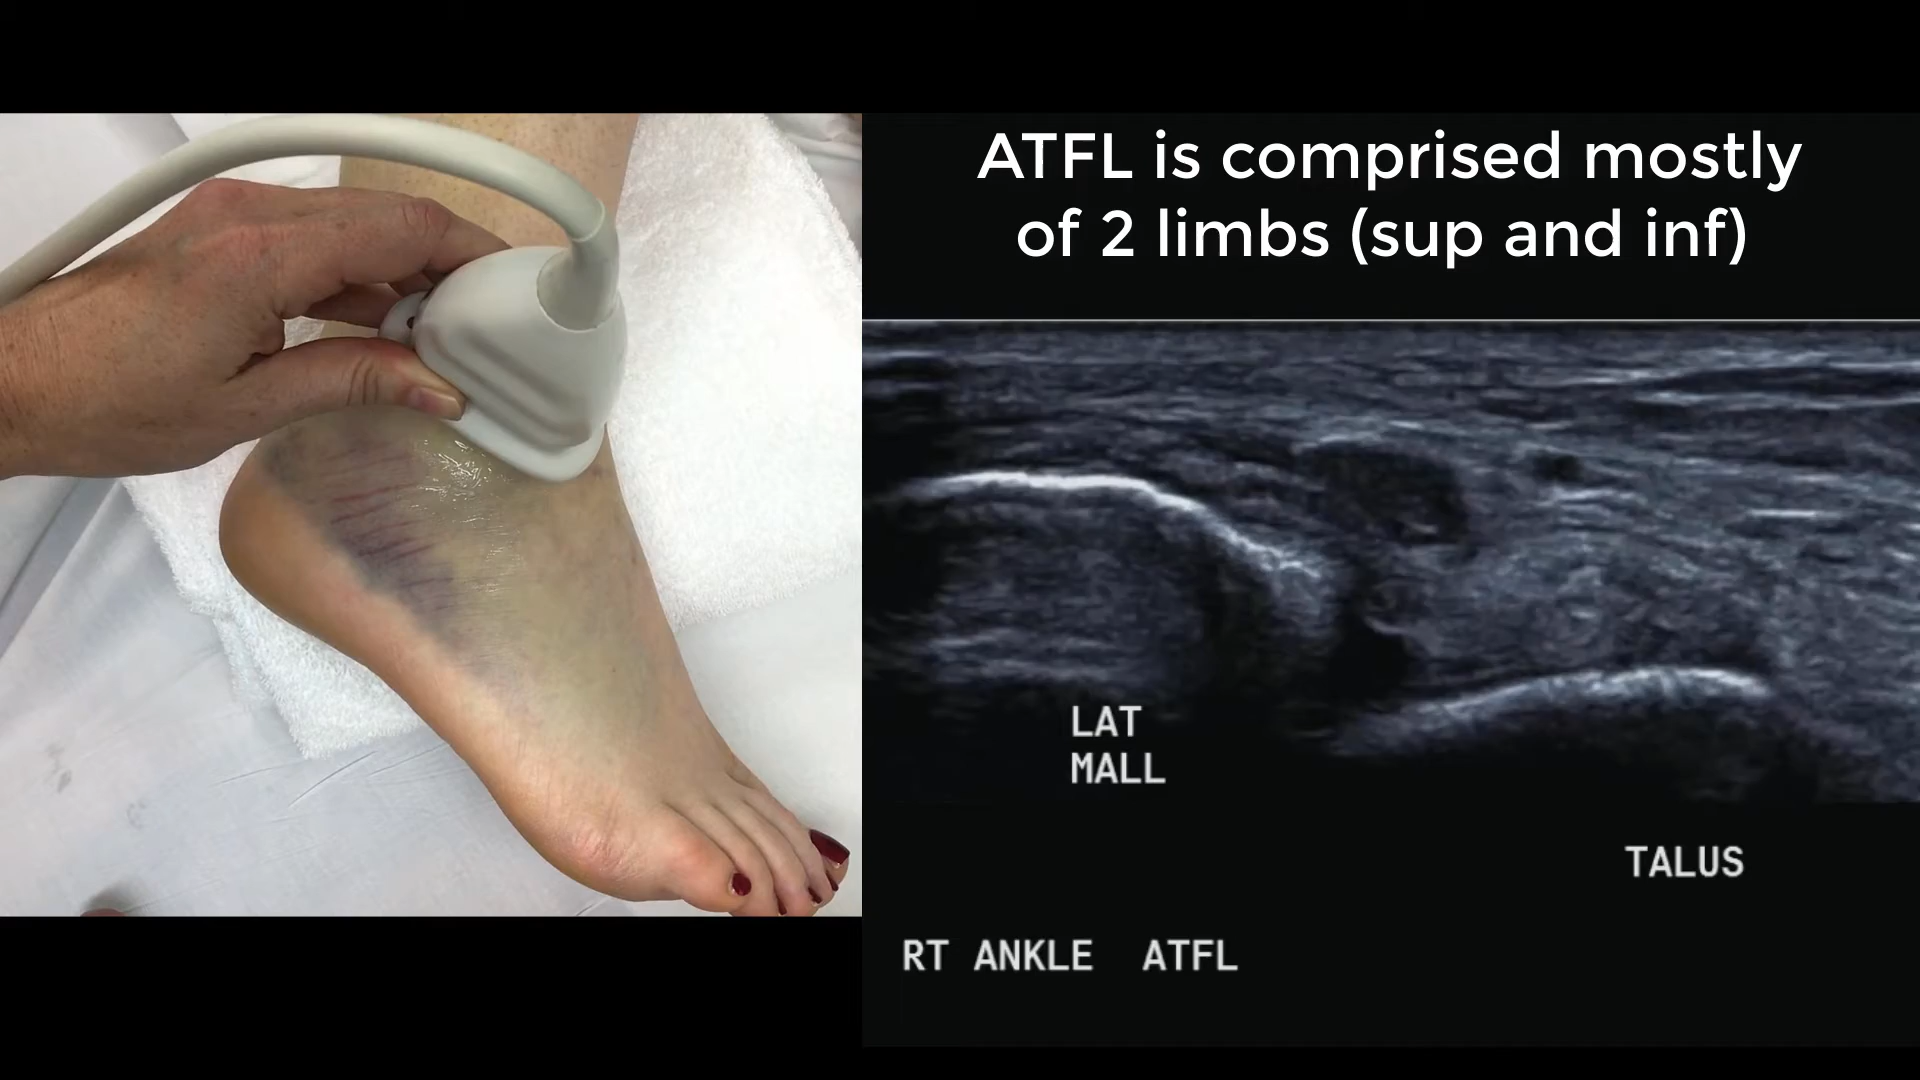 ATFL is comprised mostly
of 2 limbs (sup and inf)
LAT
MALL
TALUS
RT ANKLE ATFL